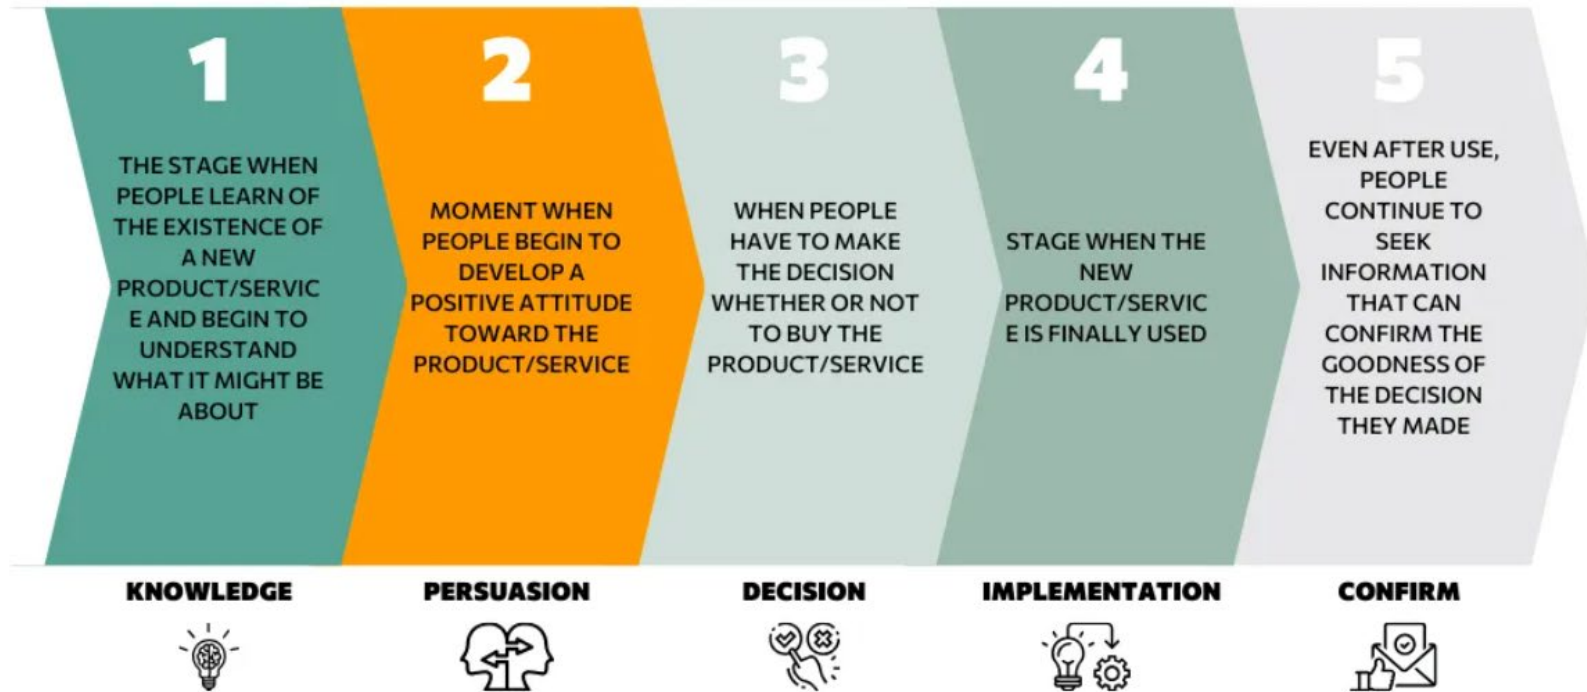 1
THE STAGE WHEN
PEOPLE LEARN OF
THE EXISTENCE OF
A NEW
PRODUCT/SERVIC
E AND BEGIN TO
UNDERSTAND
WHAT IT MIGHT BE
ABOUT
KNOWLEDGE
2
MOMENT WHEN
PEOPLE BEGIN TO
DEVELOP A
POSITIVE ATTITUDE
TOWARD THE
PRODUCT/SERVICE
PERSUASION
3
WHEN PEOPLE
HAVE TO MAKE
THE DECISION
WHETHER OR NOT
TO BUY THE
PRODUCT/SERVICE
DECISION
4
STAGE WHEN THE
NEW
PRODUCT/SERVIC
E IS FINALLY USED
IMPLEMENTATION
5
EVEN AFTER USE,
PEOPLE
CONTINUE TO
SEEK
INFORMATION
THAT CAN
CONFIRM THE
GOODNESS OF
THE DECISION
THEY MADE
CONFIRM